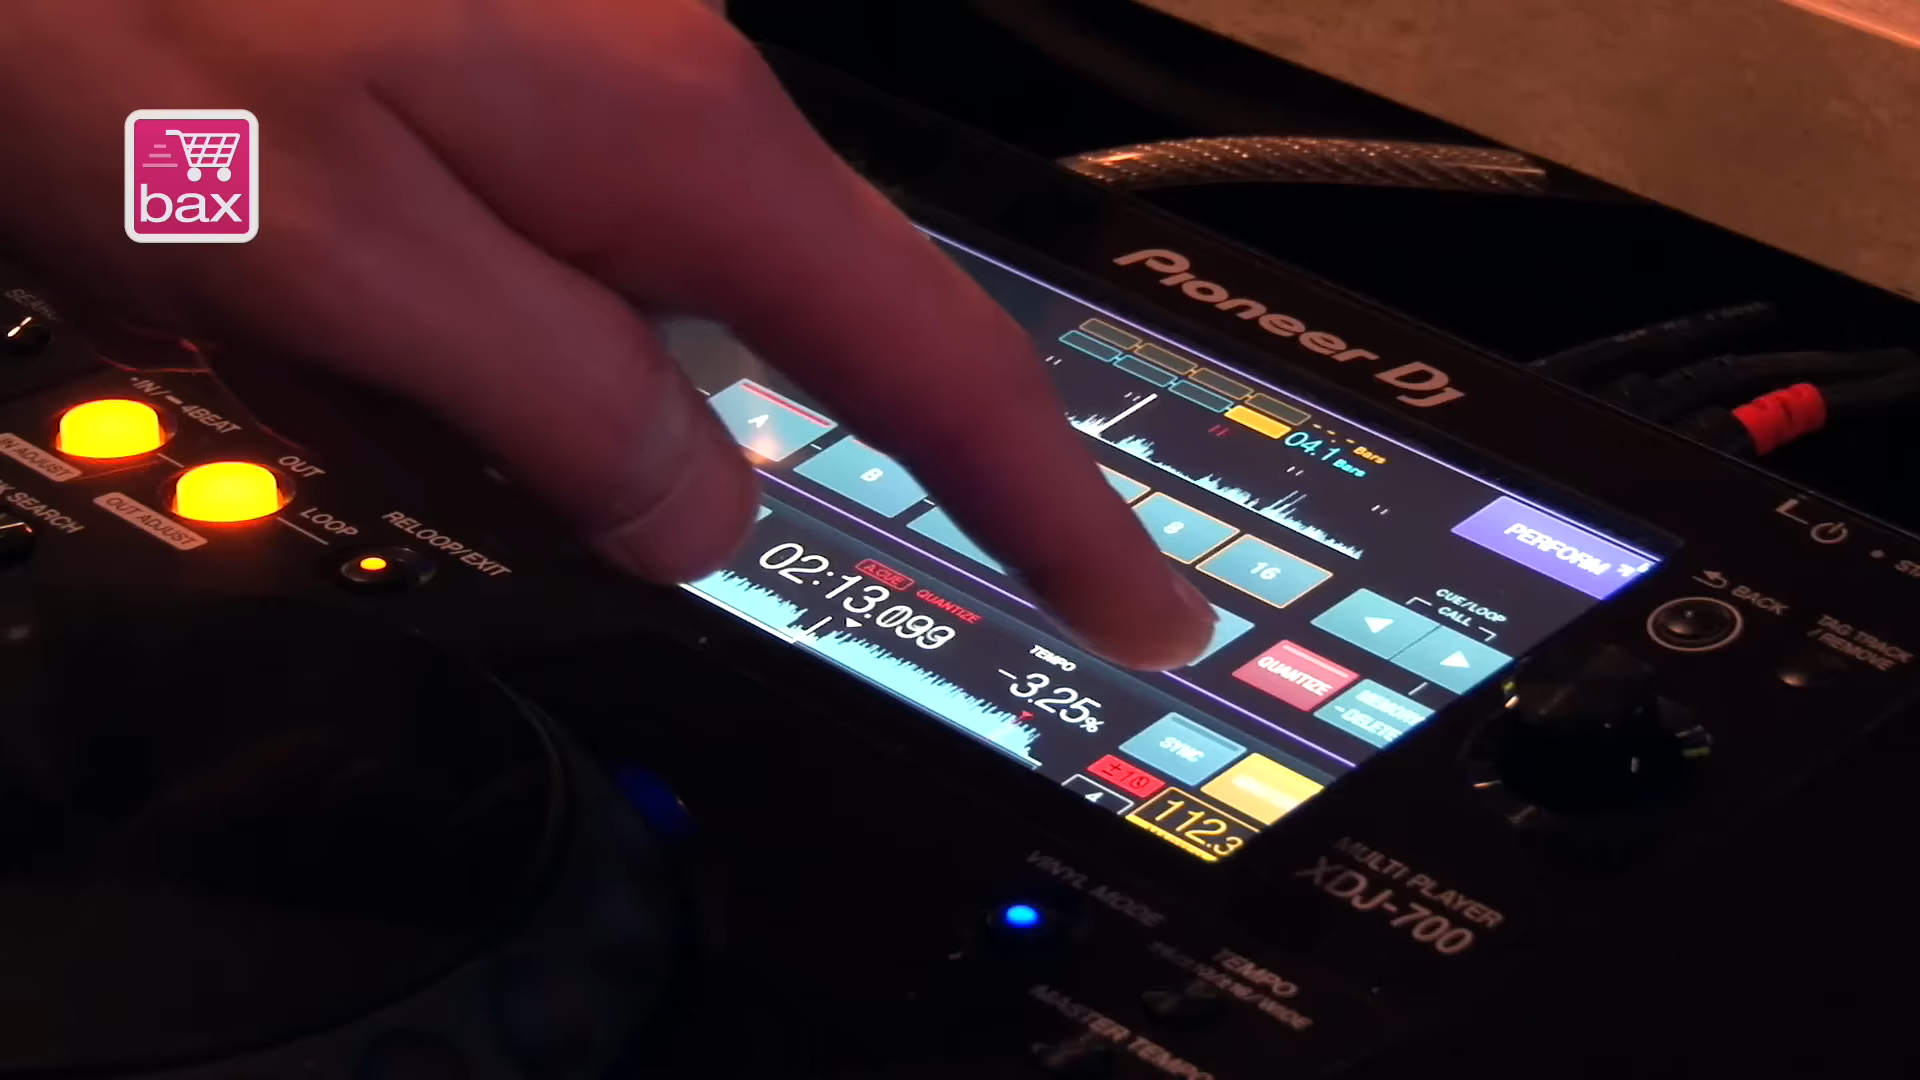 bax
Pioneer DJ
IN/ 4BEAT
IN ADJUST
OUT
OUT ADJUST
LOOP
RELOOP/EXIT
SEARCH
A
B
8
16
04.1 Bars
Bars
PERFORM
CUE/LOOP
CALL
QUANTIZE
DELETE
02:13.099
A.CUE
QUANTIZE
TEMPO
-3.25%
SYNC
±10
112.3
BACK
TAG TRACK
/REMOVE
MULTI PLAYER
XDJ-700
VINYL MODE
TEMPO
MASTER TEMPO